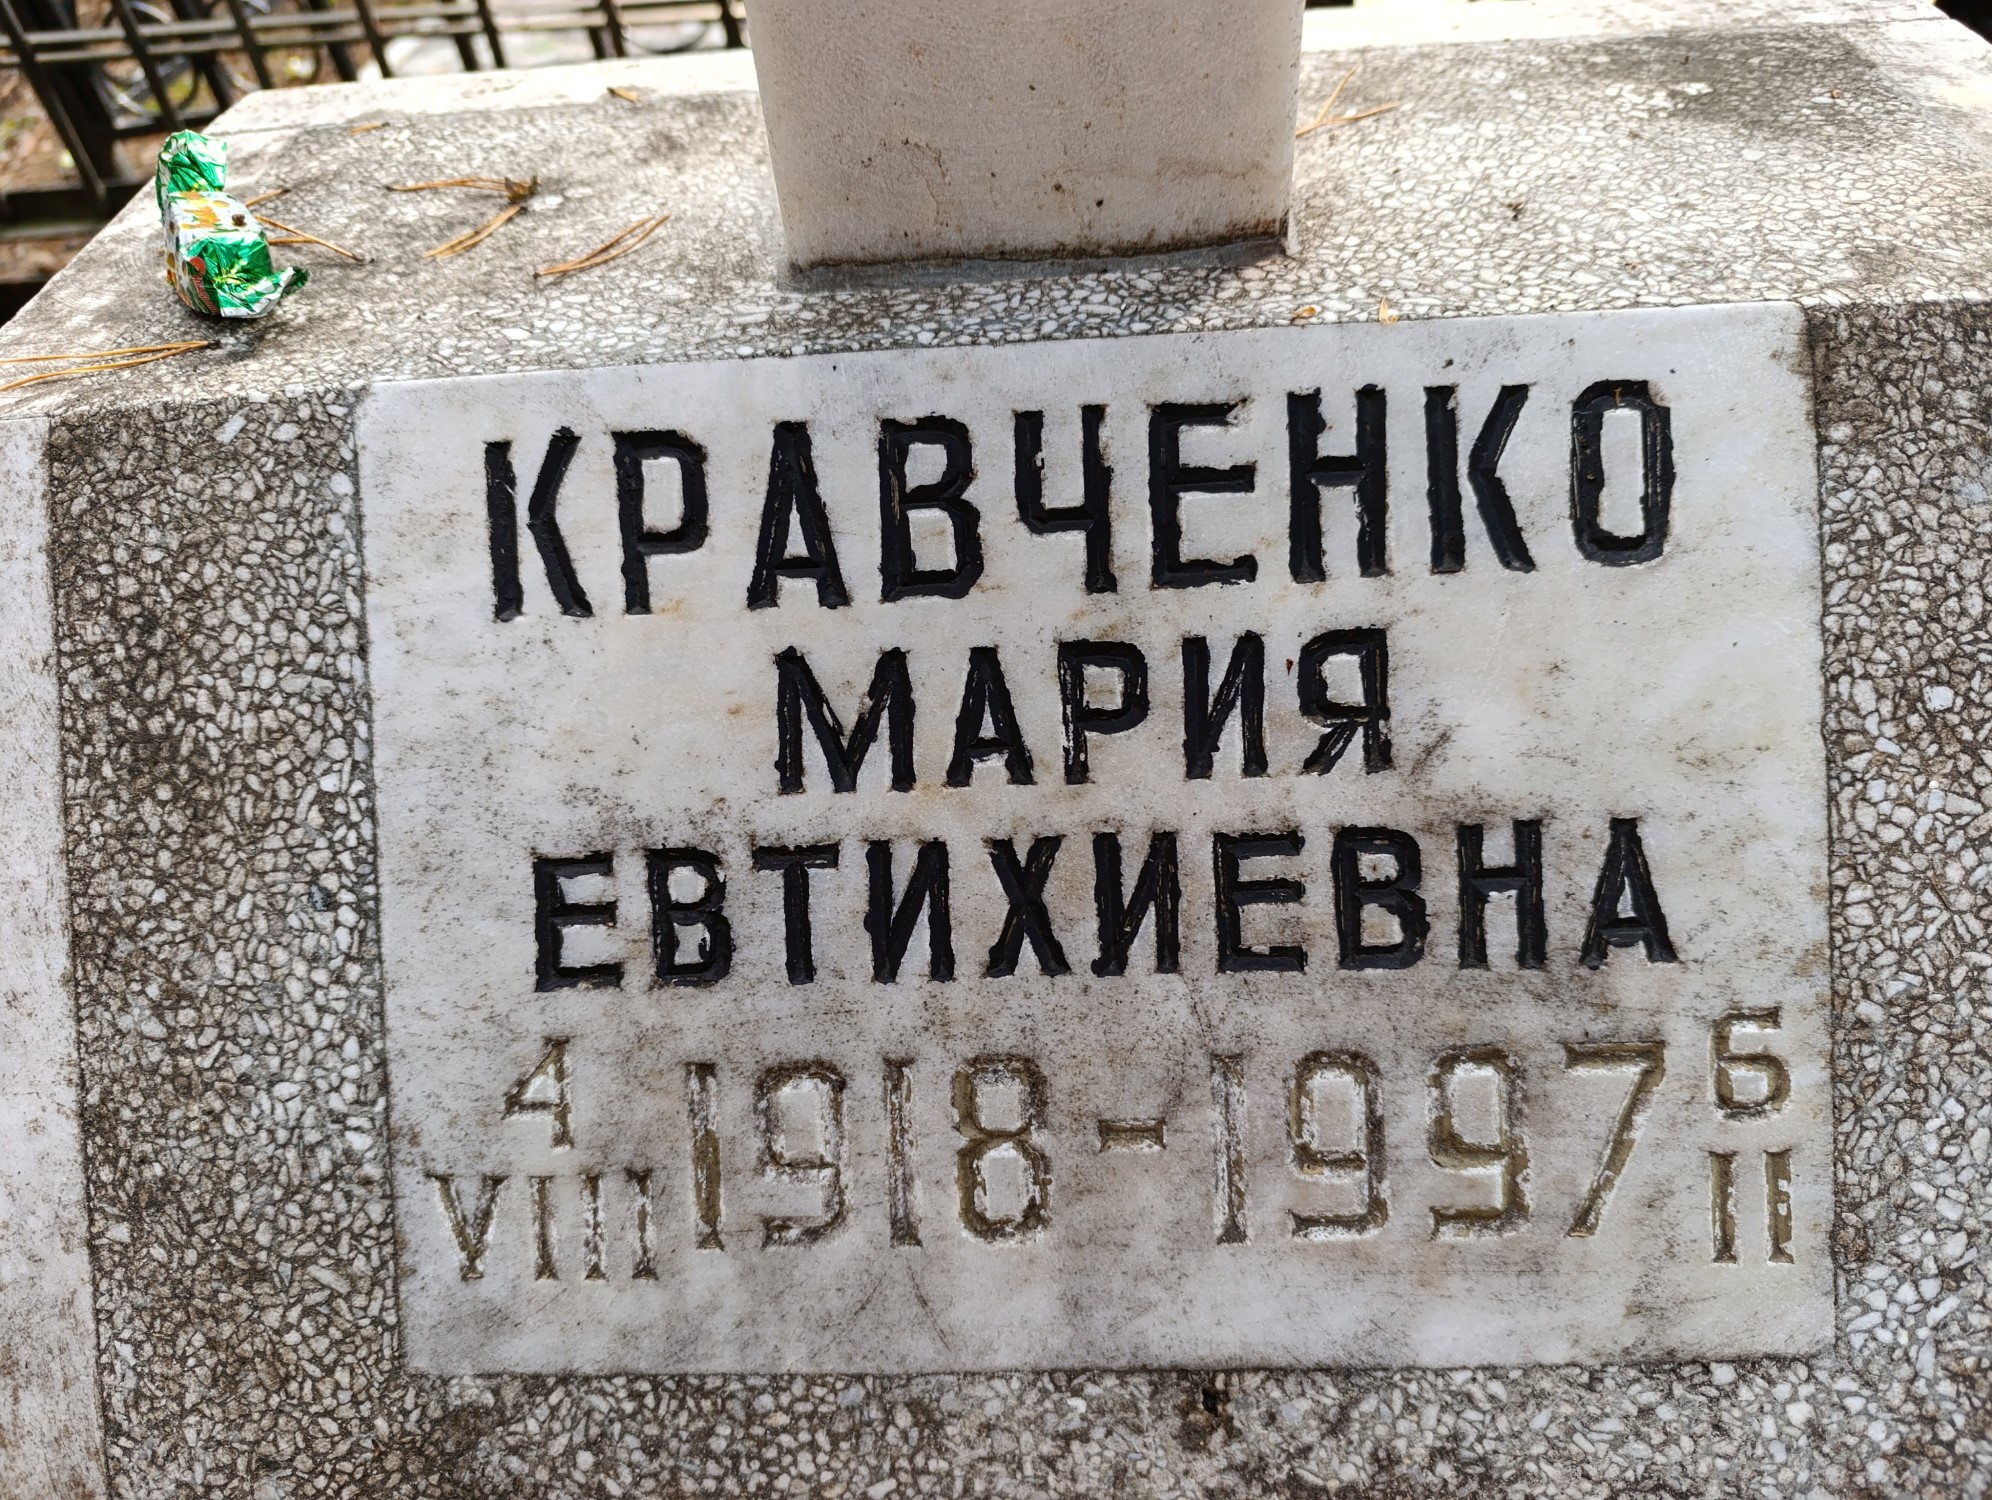 КРАВЧЕНКО
МАРИЯ
ЕВТИХИЕВНА
4 VIII 1918-1997 6 II